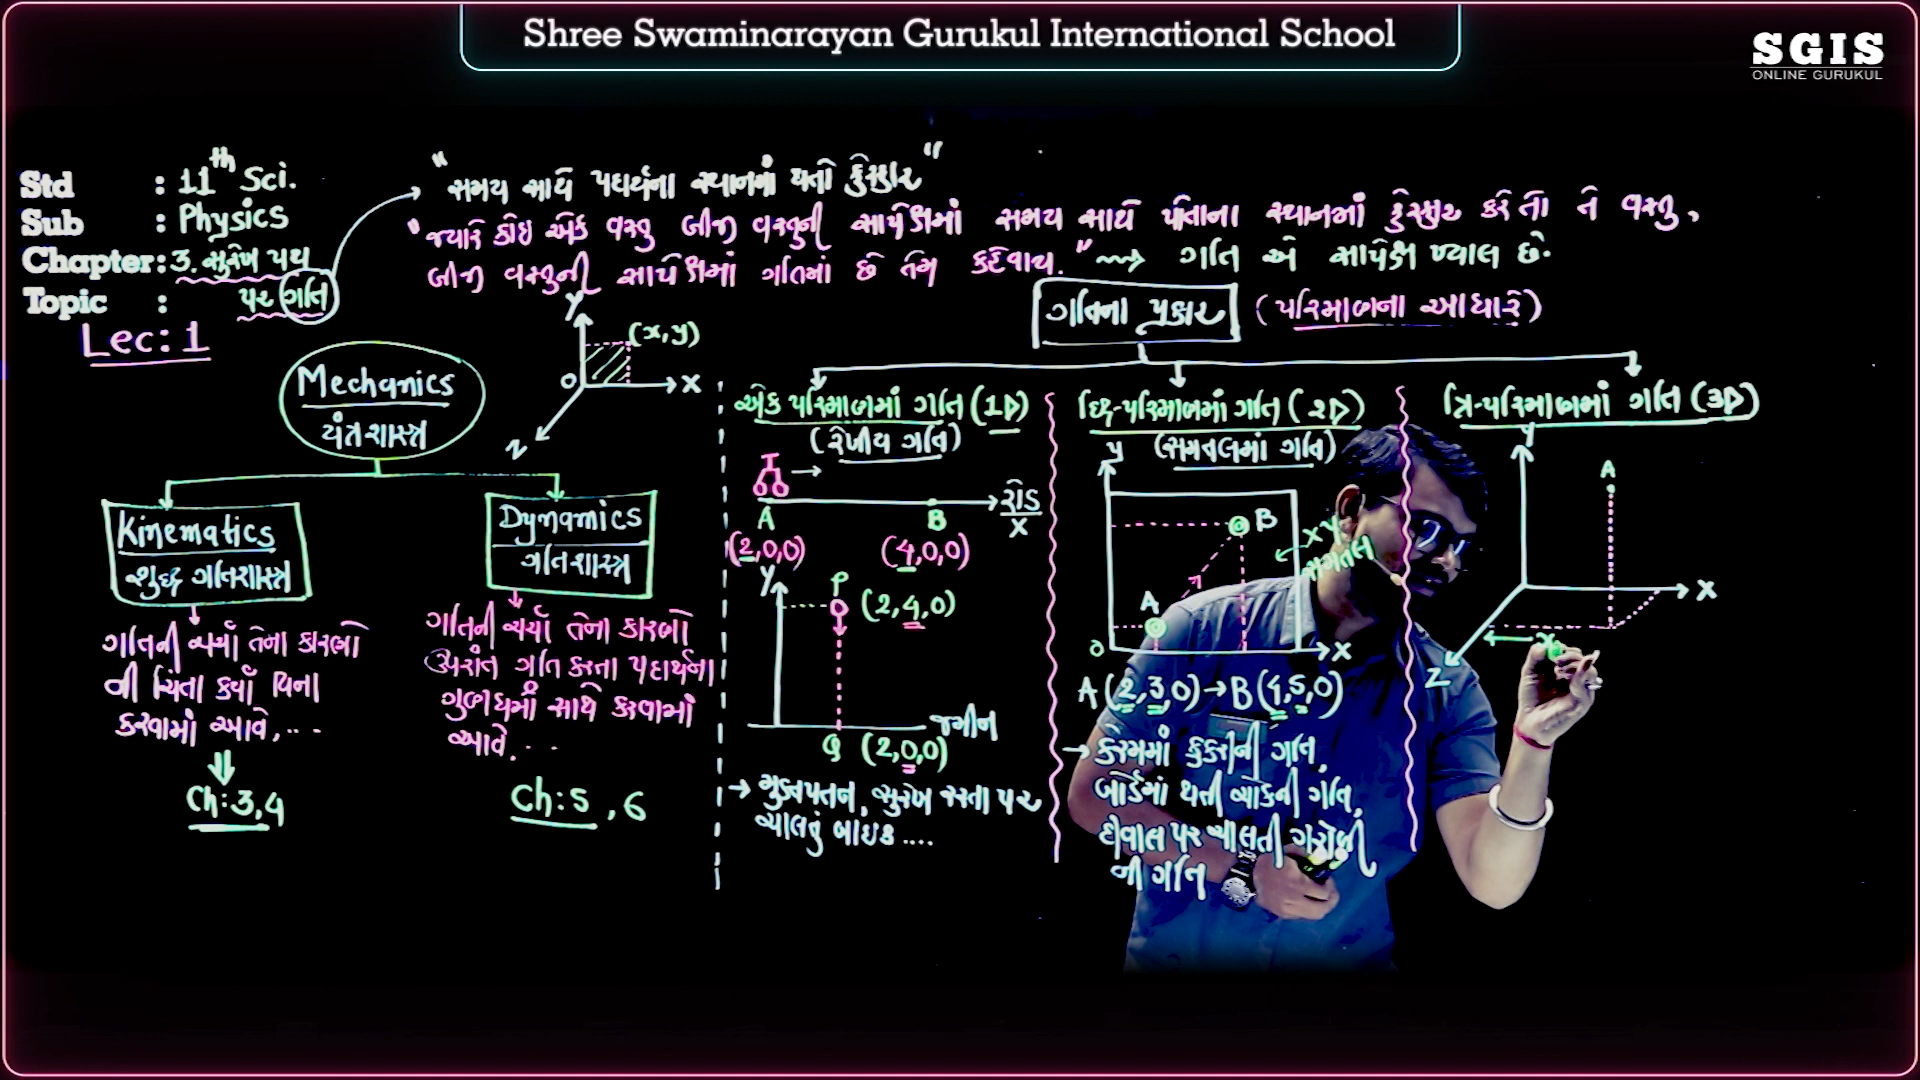 Shree Swaminarayan Gurukul International School
SGIS
ONLINE GURUKUL
Std : 11th Sci.
Sub : Physics
Chapter: 3. સુરેખ પથ
Topic : પર ગતિ
Lec: 1
"સમય સાથે પદાર્થના સ્થાનમાં થતો ફેરફાર"
"જ્યારે કોઇ એક વસ્તુ બીજી વસ્તુની સાપેક્ષમાં સમય સાથે પોતાના સ્થાનમાં ફેરફાર કરે તો તે વસ્તુ,
બીજી વસ્તુની સાપેક્ષમાં ગતિમાં છે તેમ કહેવાય." ⇝ ગતિ એ સાપેક્ષ ખ્યાલ છે.
Mechanics
યંત્રશાસ્ત્ર
Y
(x,y)
O
X
Z
Kinematics
શુદ્ધ ગતિશાસ્ત્ર
ગતિની ચર્ચા તેના કારણો
ની ચિંતા કર્યા વિના
કરવામાં આવે,...
Ch:3,4
Dynamics
ગતિશાસ્ત્ર
ગતિની ચર્ચા તેના કારણો
ઉપરાંત ગતિ કરતા પદાર્થના
ગુણધર્મો સાથે કરવામાં
આવે...
Ch:5,6
ગતિના પ્રકાર (પરિમાણના આધારે)
એક પરિમાણમાં ગતિ (1D)
(રેખીય ગતિ)
A B રોડ
X
(2,0,0) (4,0,0)
Y
P (2,4,0)
જમીન
Q (2,0,0)
→ મુક્તપતન, સુરેખ રસ્તા પર
ચાલતું બાઇક....
દ્વિ-પરિમાણમાં ગતિ (2D)
(સમતલમાં ગતિ)
Y
B
XY
સમતલ
A
O X
A(2,3,0)→B(4,5,0)
→ કેરમમાં કુકરીની ગતિ,
બોર્ડમાં થતી ચોકની ગતિ,
દીવાલ પર ચાલતી ગરોળી
ની ગતિ
ત્રિ-પરિમાણમાં ગતિ (3D)
Y
A
X
x
Z